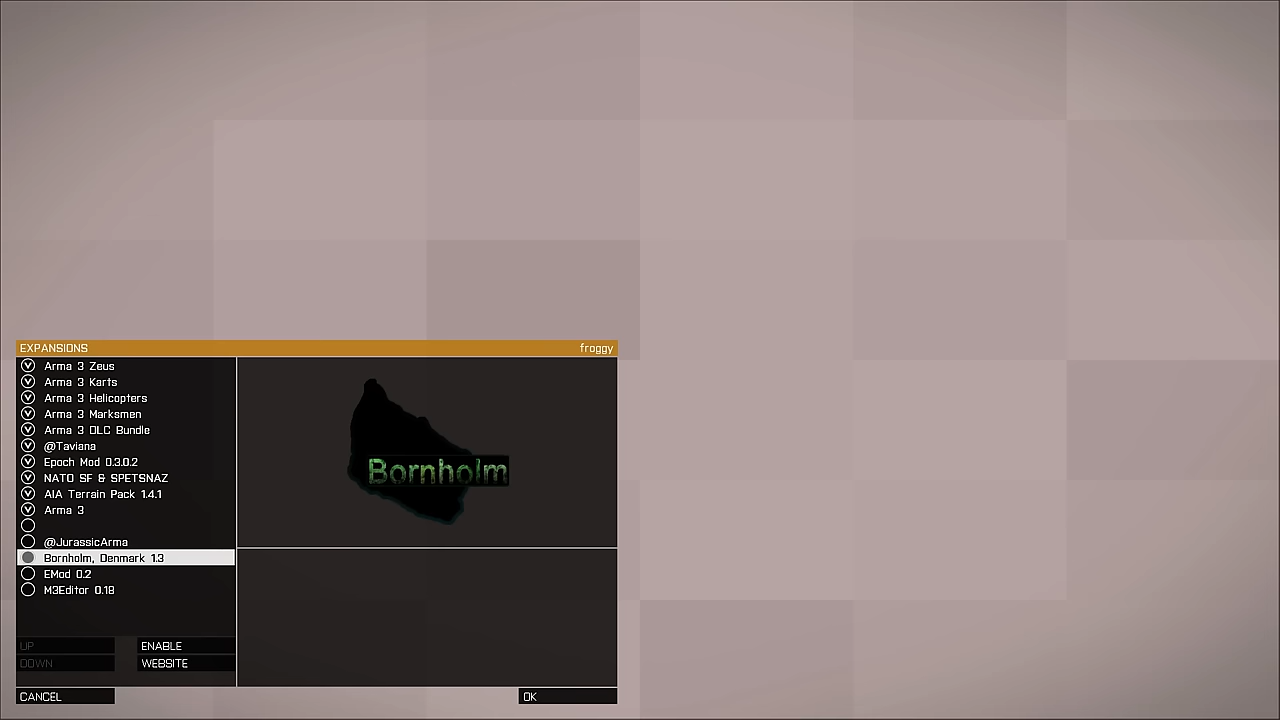 EXPANSIONS froggy
Arma 3 Zeus
Arma 3 Karts
Arma 3 Helicopters
Arma 3 Marksmen
Arma 3 DLC Bundle
@Taviana
Epoch Mod 0.3.0.2
NATO SF & SPETSNAZ
AIA Terrain Pack 1.4.1
Arma 3
@JurassicArma
Bornholm, Denmark 1.3
EMod 0.2
M3Editor 0.18
Bornholm
UP
ENABLE
DOWN
WEBSITE
CANCEL
OK